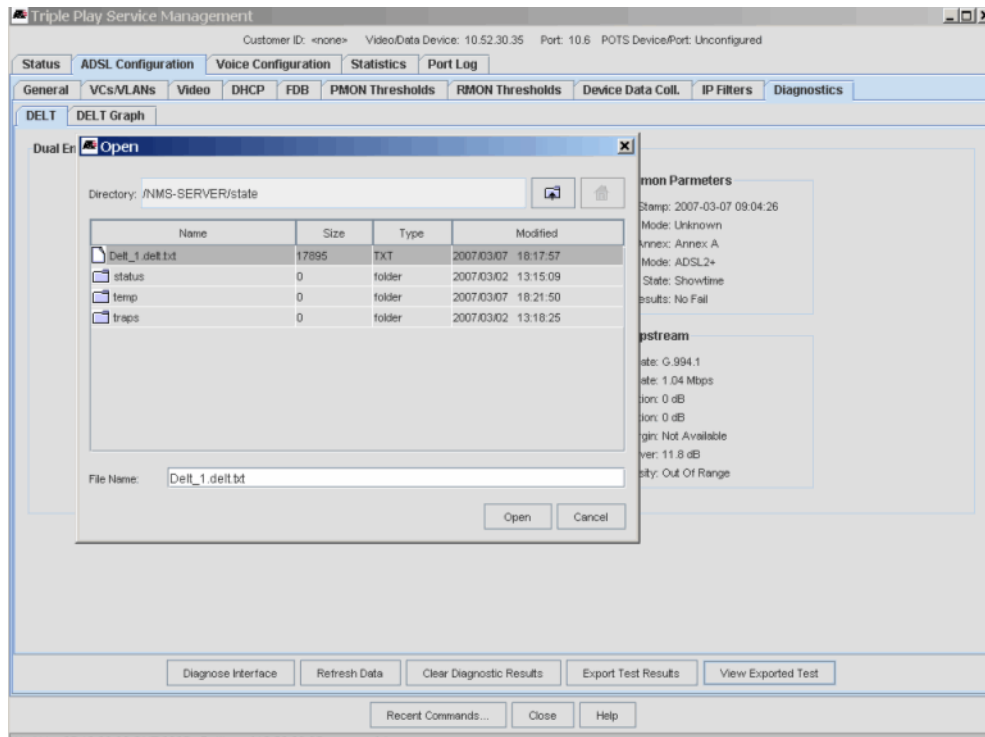 Triple Play Service Management
Customer ID: <none> Video/Data Device: 10.52.30.35 Port: 10.6 POTS Device/Port: Unconfigured
Status ADSL Configuration Voice Configuration Statistics Port Log
General VCs/VLANs Video DHCP FDB PMON Thresholds RMON Thresholds Device Data Coll. IP Filters Diagnostics
DELT DELT Graph
Dual En
Open
Directory: /NMS-SERVER/state
Name Size Type Modified
Delt_1.delt.txt 17895 TXT 2007/03/07 18:17:57
status 0 folder 2007/03/02 13:15:09
temp 0 folder 2007/03/07 18:21:50
traps 0 folder 2007/03/02 13:18:25
File Name: Delt_1.delt.txt
Open Cancel
mon Parmeters
Stamp: 2007-03-07 09:04:26
Mode: Unknown
Annex: Annex A
Mode: ADSL2+
State: Showtime
esults: No Fail
pstream
ate: G.994.1
ate: 1.04 Mbps
tion: 0 dB
tion: 0 dB
rgin: Not Available
wer: 11.8 dB
sity: Out Of Range
Diagnose Interface Refresh Data Clear Diagnostic Results Export Test Results View Exported Test
Recent Commands... Close Help